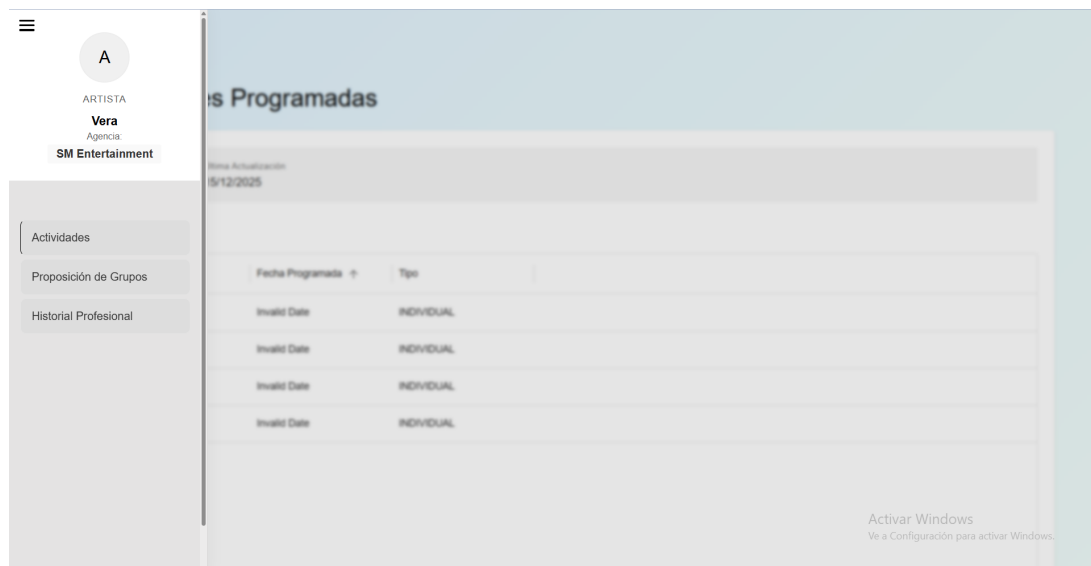 A
ARTISTA
Vera
Agencia:
SM Entertainment
Actividades
Proposición de Grupos
Historial Profesional
s Programadas
ltima Actualización
5/12/2025
Fecha Programada ↑ Tipo
Invalid Date INDIVIDUAL
Invalid Date INDIVIDUAL
Invalid Date INDIVIDUAL
Invalid Date INDIVIDUAL
Activar Windows
Ve a Configuración para activar Windows.